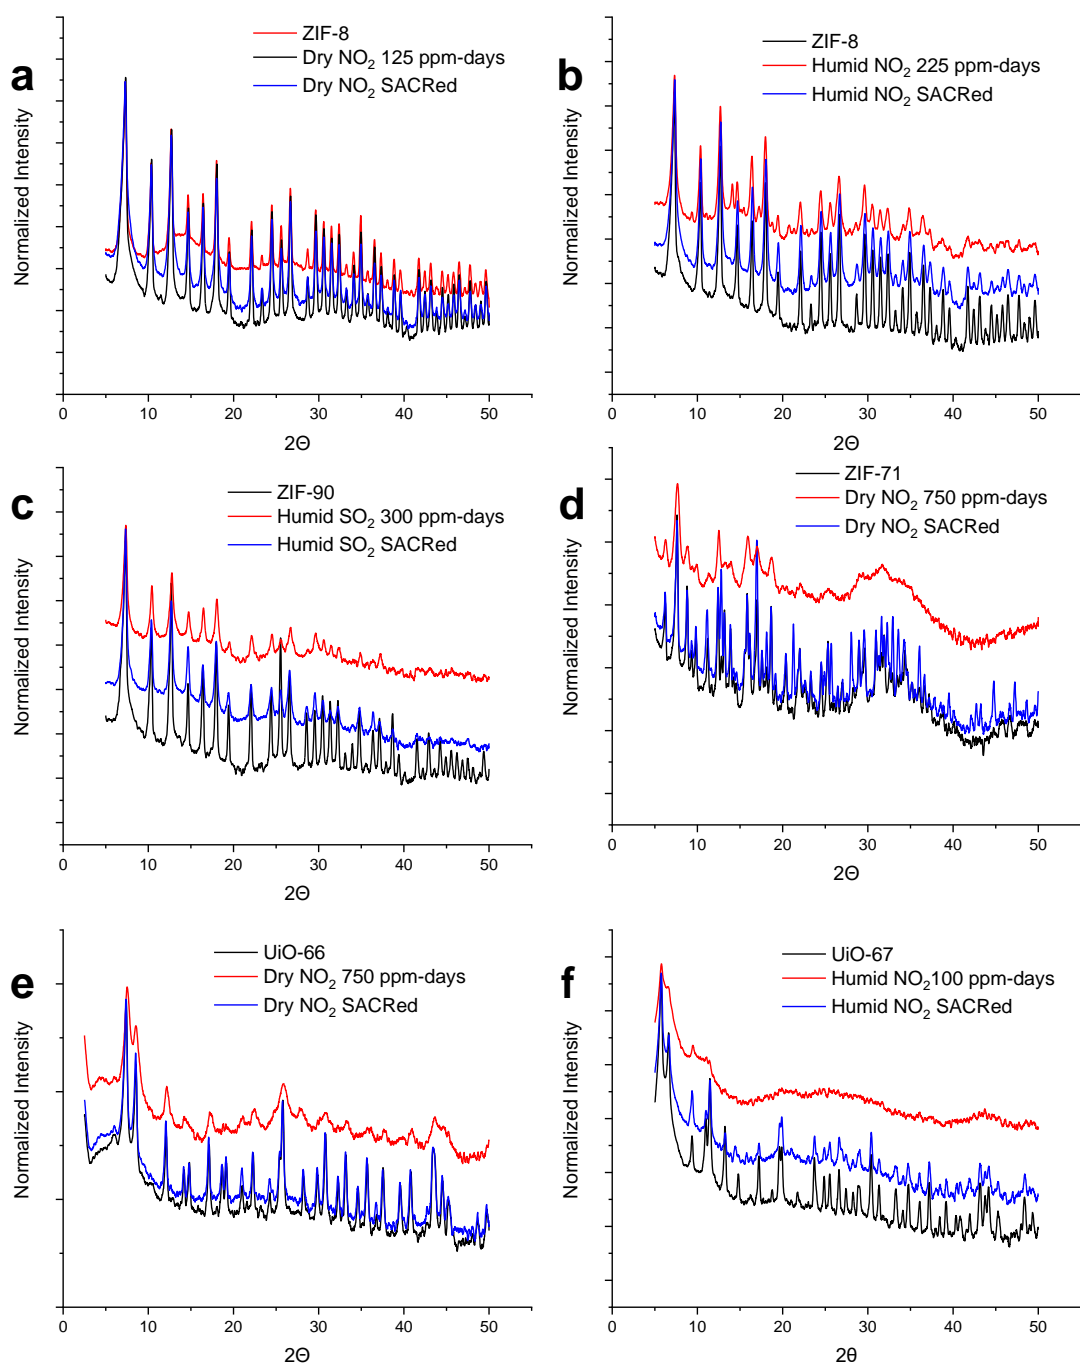 a
ZIF-8
Dry NO₂ 125 ppm-days
Dry NO₂ SACRed
Normalized Intensity
0 10 20 30 40 50
2Θ
b
ZIF-8
Humid NO₂ 225 ppm-days
Humid NO₂ SACRed
Normalized Intensity
0 10 20 30 40 50
2Θ
c
ZIF-90
Humid SO₂ 300 ppm-days
Humid SO₂ SACRed
Normalized Intensity
0 10 20 30 40 50
2Θ
d
ZIF-71
Dry NO₂ 750 ppm-days
Dry NO₂ SACRed
Normalized Intensity
0 10 20 30 40 50
2Θ
e
UiO-66
Dry NO₂ 750 ppm-days
Dry NO₂ SACRed
Normalized Intensity
0 10 20 30 40 50
2Θ
f
UiO-67
Humid NO₂100 ppm-days
Humid NO₂ SACRed
Normalized Intensity
0 10 20 30 40 50
2θ